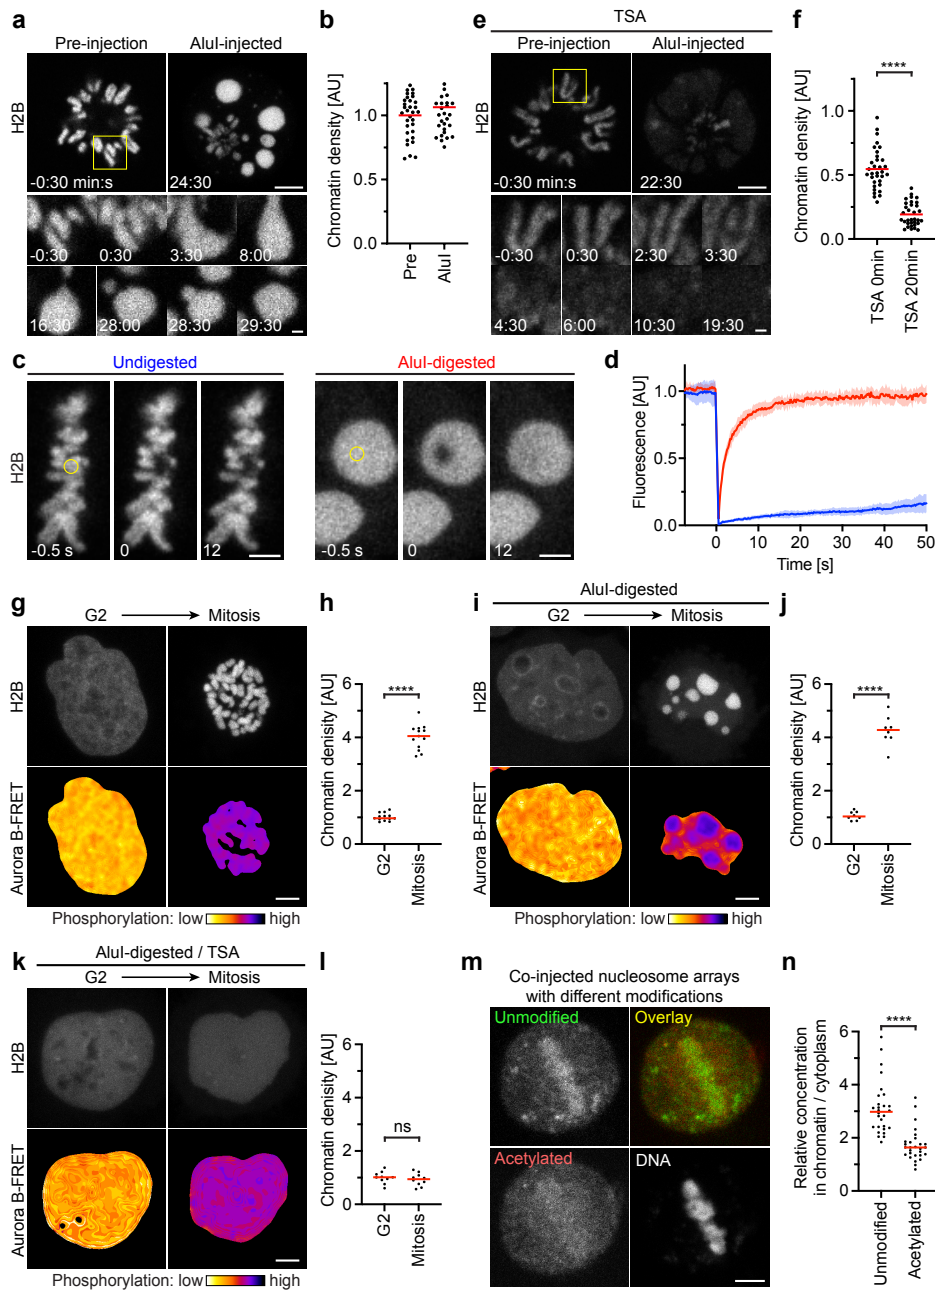 a
Pre-injection
AluI-injected
H2B
-0:30 min:s
24:30
-0:30
0:30
3:30
8:00
16:30
28:00
28:30
29:30
b
Chromatin density [AU]
1.0
0.5
0.0
Pre
AluI
e
TSA
Pre-injection
AluI-injected
H2B
-0:30 min:s
22:30
-0:30
0:30
2:30
3:30
4:30
6:00
10:30
19:30
f
Chromatin density [AU]
****
1.0
0.5
0.0
TSA 0min
TSA 20min
c
Undigested
AluI-digested
H2B
-0.5 s
0
12
-0.5 s
0
12
d
Fluorescence [AU]
1.0
0.5
0.0
0
10
20
30
40
50
Time [s]
g
G2
Mitosis
H2B
Aurora B-FRET
Phosphorylation: low
high
h
Chromatin denisity [AU]
****
6
4
2
0
G2
Mitosis
i
AluI-digested
G2
Mitosis
H2B
Aurora B-FRET
Phosphorylation: low
high
j
Chromatin denisity [AU]
****
6
4
2
0
G2
Mitosis
k
AluI-digested / TSA
G2
Mitosis
H2B
Aurora B-FRET
Phosphorylation: low
high
l
Chromatin denisity [AU]
ns
6
4
2
0
G2
Mitosis
m
Co-injected nucleosome arrays
with different modifications
Unmodified
Overlay
Acetylated
DNA
n
Relative concentration
in chromatin / cytoplasm
****
6
4
2
0
Unmodified
Acetylated